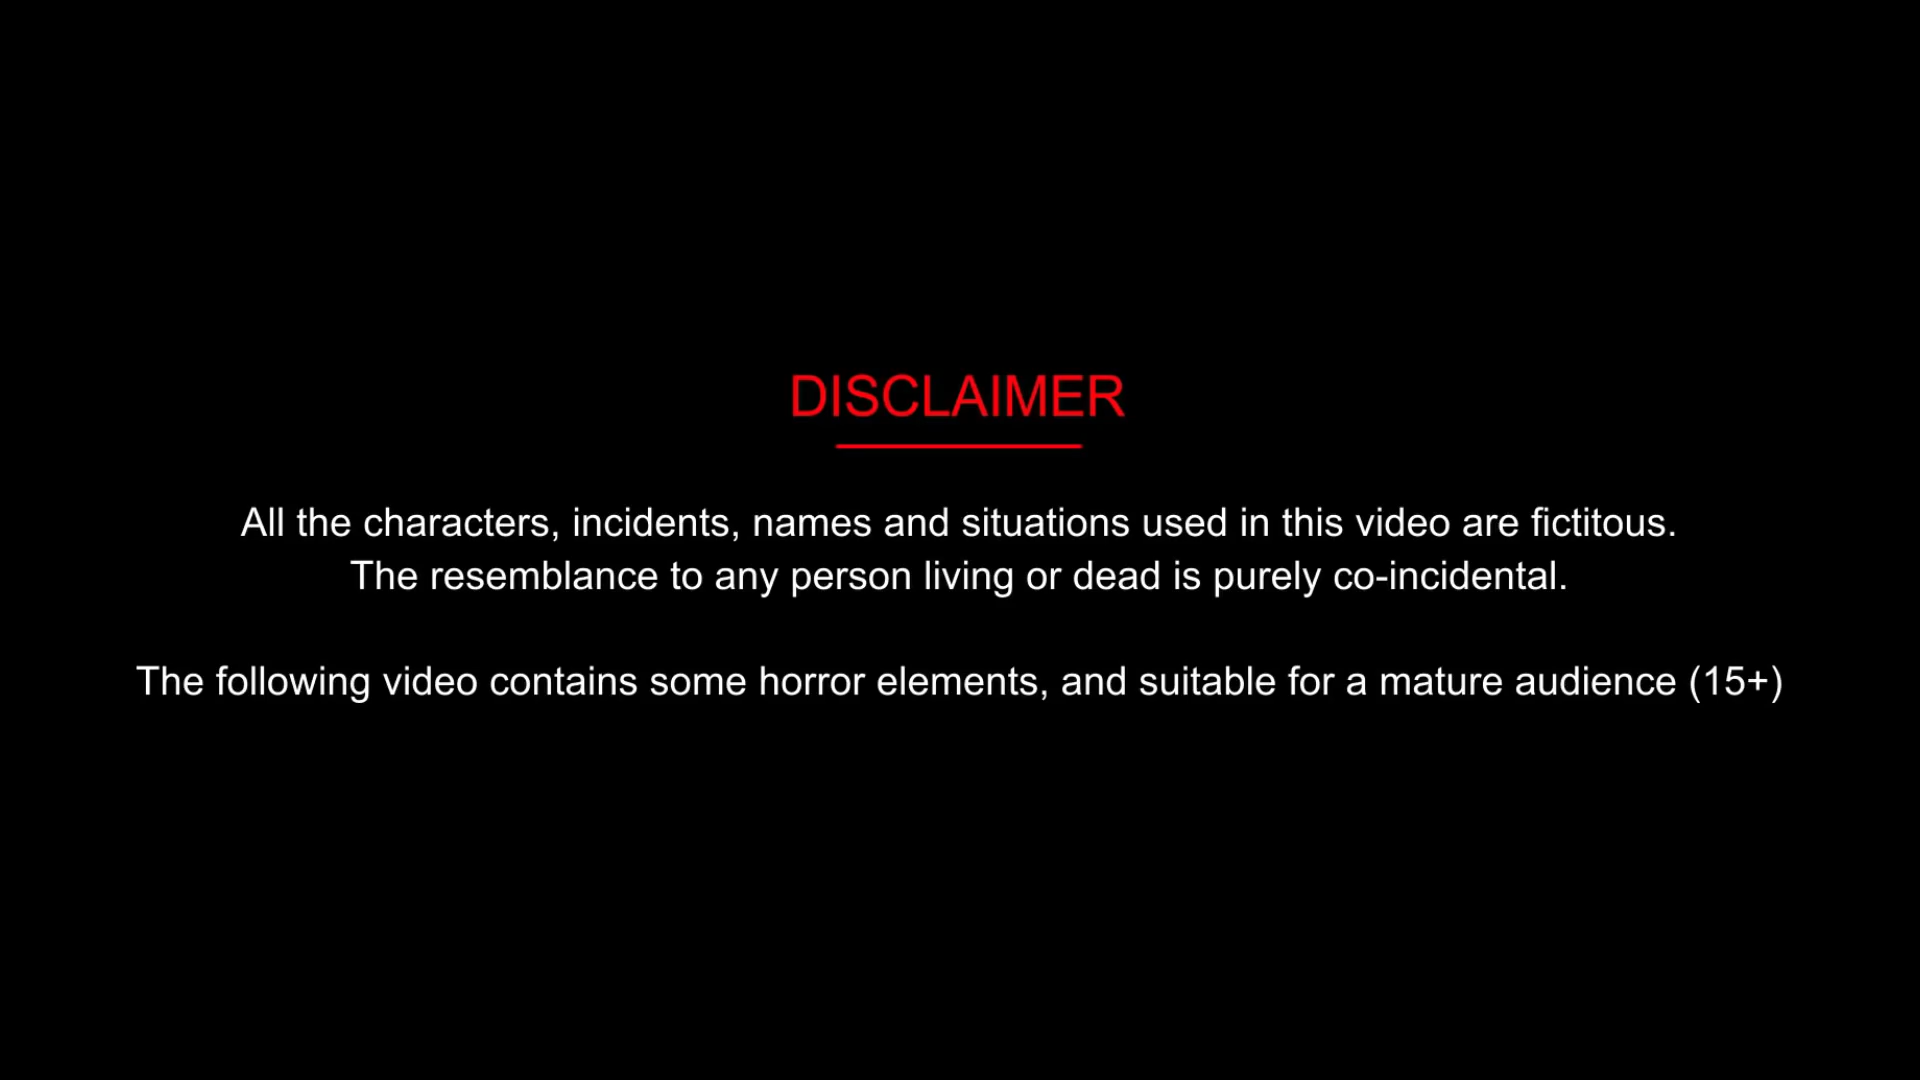 DISCLAIMER
All the characters, incidents, names and situations used in this video are fictitous.
The resemblance to any person living or dead is purely co-incidental.
The following video contains some horror elements, and suitable for a mature audience (15+)